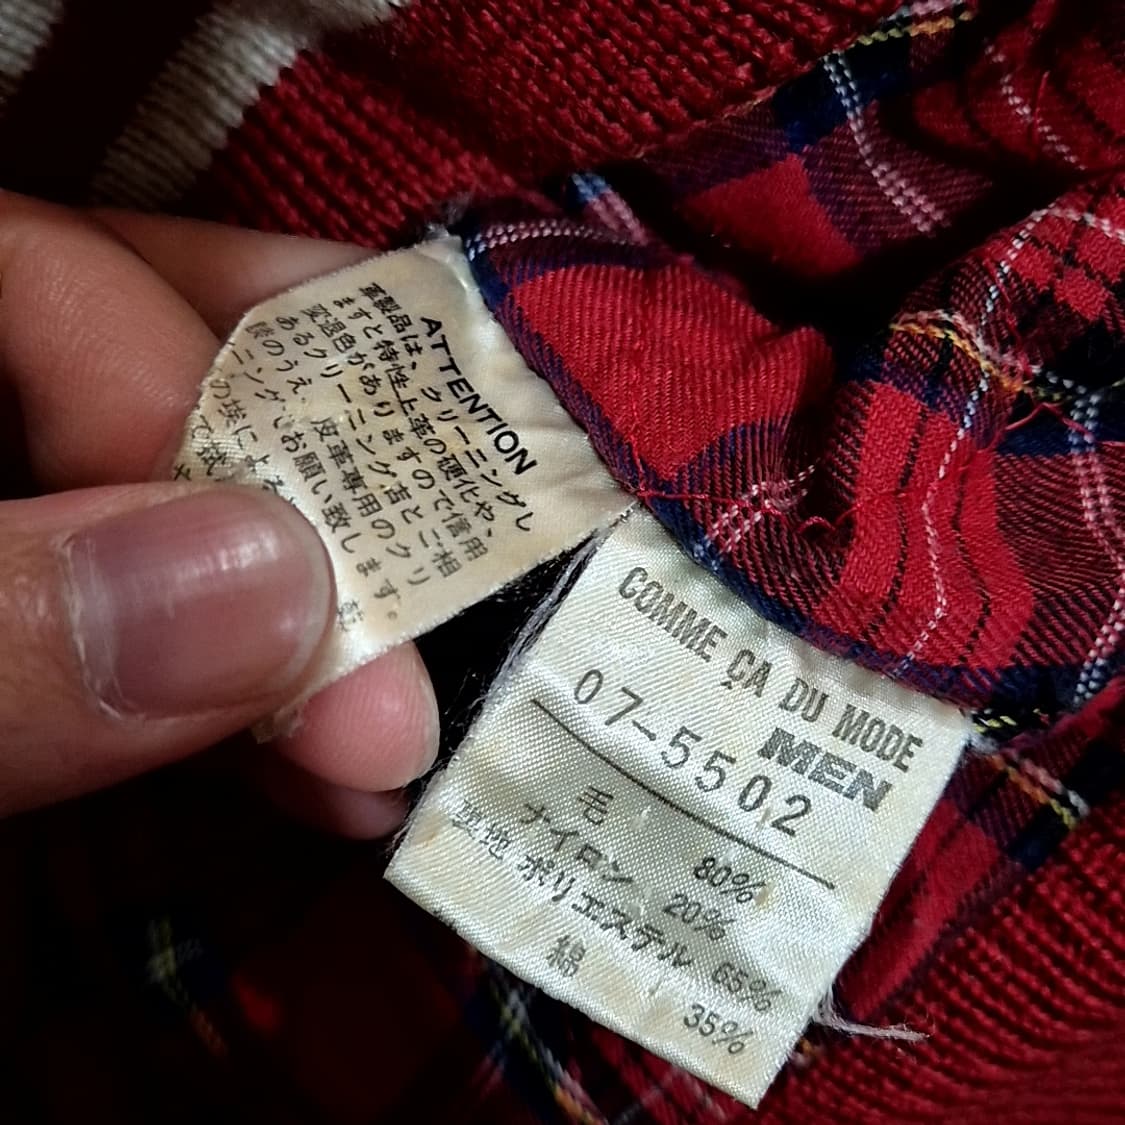 ATTENTION
革製品は、クリーニングし
ますと特性上革の硬化や、
変退色がありますので信用
あるクリーニング店とご相
談のうえ、皮革専用のクリ
ーニングでお願い致します。
COMME ÇA DU MODE
MEN
07-5502
毛 80%
ナイロン 20%
地 ポリエステル 65%
綿 35%